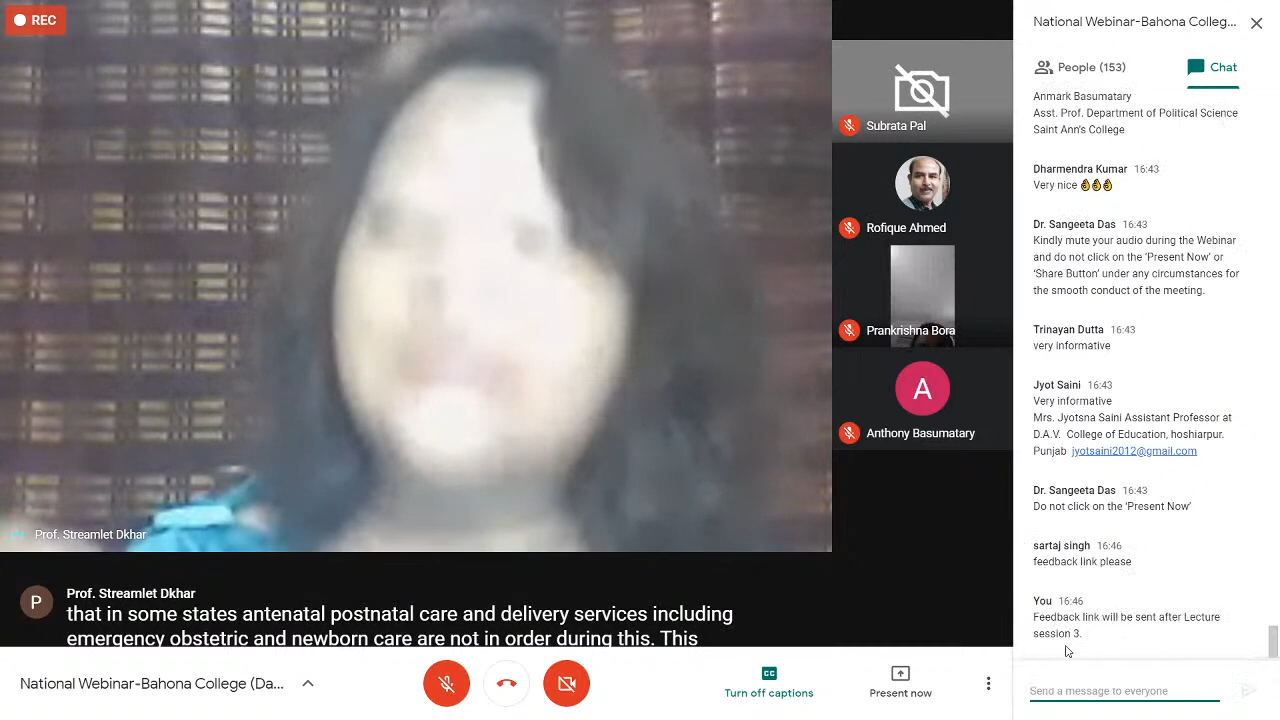 REC
Prof. Streamlet Dkhar
Subrata Pal
Rofique Ahmed
Prankrishna Bora
A
Anthony Basumatary
P
Prof. Streamlet Dkhar
that in some states antenatal postnatal care and delivery services including
emergency obstetric and newborn care are not in order during this. This
National Webinar-Bahona College (Da...
Turn off captions
Present now
National Webinar-Bahona Colleg...
People (153)
Chat
Anmark Basumatary
Asst. Prof. Department of Political Science
Saint Ann's College
Dharmendra Kumar 16:43
Very nice 👌👌👌
Dr. Sangeeta Das 16:43
Kindly mute your audio during the Webinar
and do not click on the 'Present Now' or
'Share Button' under any circumstances for
the smooth conduct of the meeting.
Trinayan Dutta 16:43
very informative
Jyot Saini 16:43
Very informative
Mrs. Jyotsna Saini Assistant Professor at
D.A.V. College of Education, hoshiarpur.
Punjab jyotsaini2012@gmail.com
Dr. Sangeeta Das 16:43
Do not click on the 'Present Now'
sartaj singh 16:46
feedback link please
You 16:46
Feedback link will be sent after Lecture
session 3.
Send a message to everyone